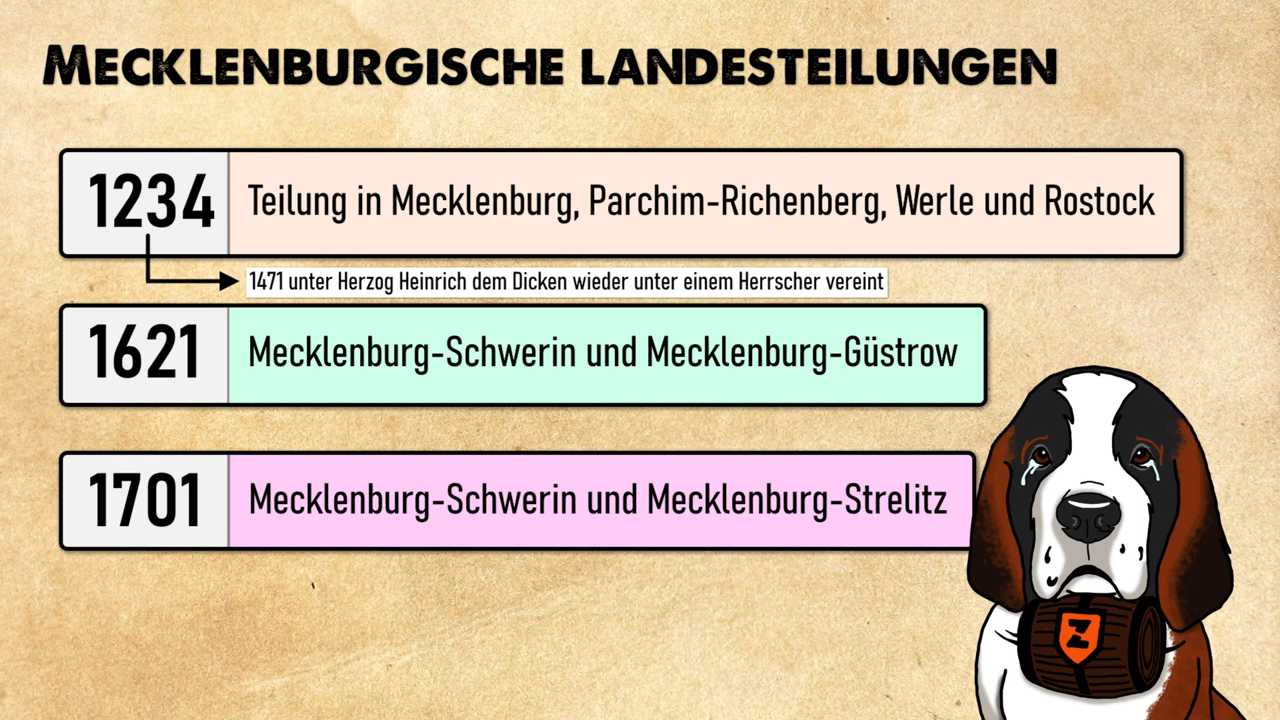 Mecklenburgische Landesteilungen
1234 Teilung in Mecklenburg, Parchim-Richenberg, Werle und Rostock
1471 unter Herzog Heinrich dem Dicken wieder unter einem Herrscher vereint
1621 Mecklenburg-Schwerin und Mecklenburg-Güstrow
1701 Mecklenburg-Schwerin und Mecklenburg-Strelitz
Z